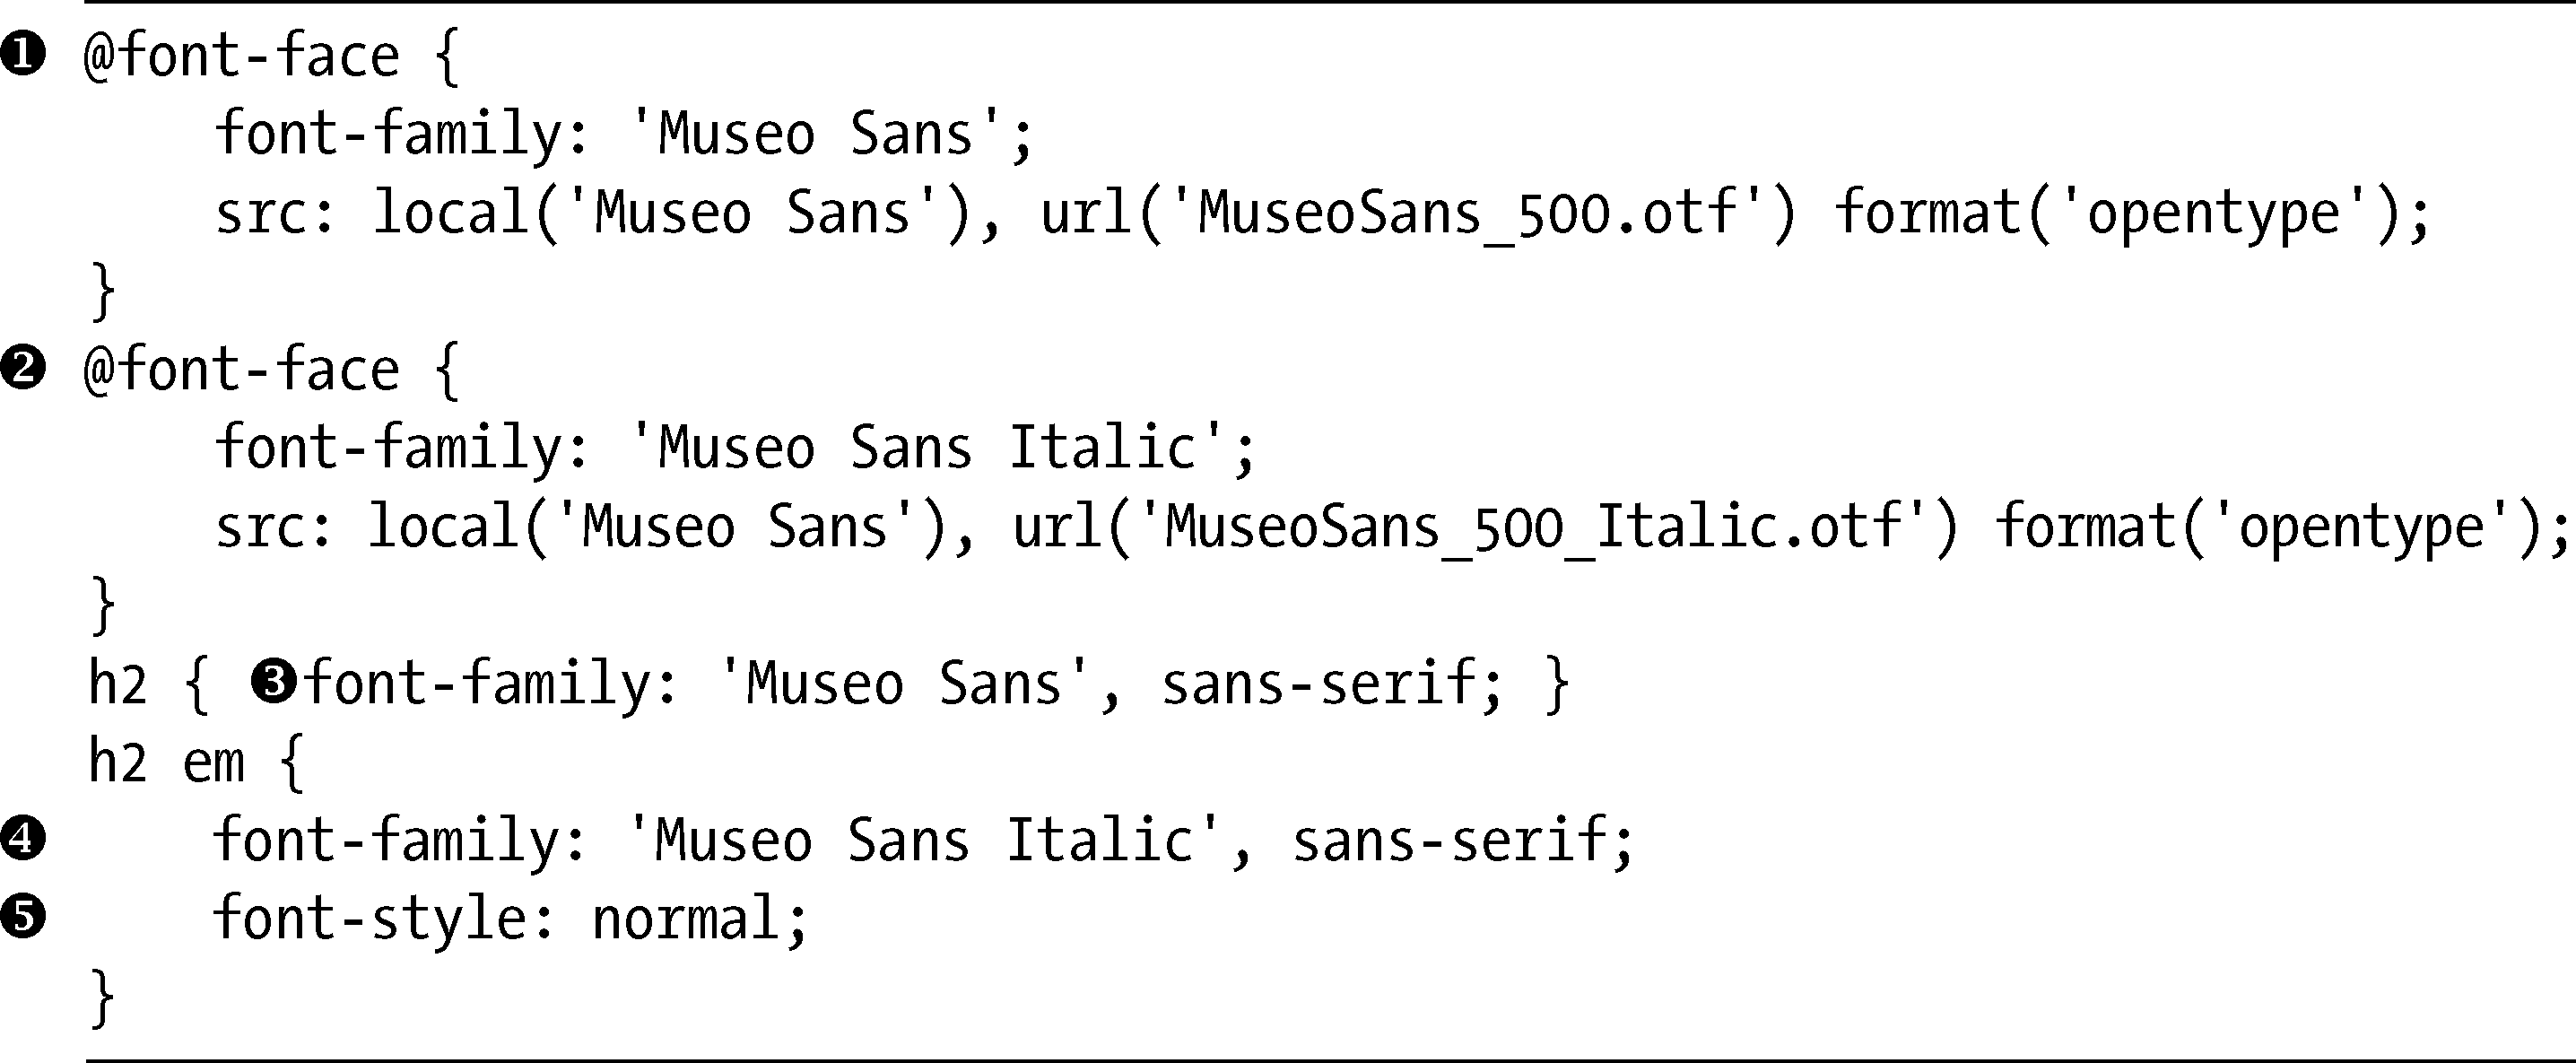 ❶ @font-face {
font-family: 'Museo Sans';
src: local('Museo Sans'), url('MuseoSans_500.otf') format('opentype');
}
❷ @font-face {
font-family: 'Museo Sans Italic';
src: local('Museo Sans'), url('MuseoSans_500_Italic.otf') format('opentype');
}
h2 { ❸font-family: 'Museo Sans', sans-serif; }
h2 em {
❹ font-family: 'Museo Sans Italic', sans-serif;
❺ font-style: normal;
}